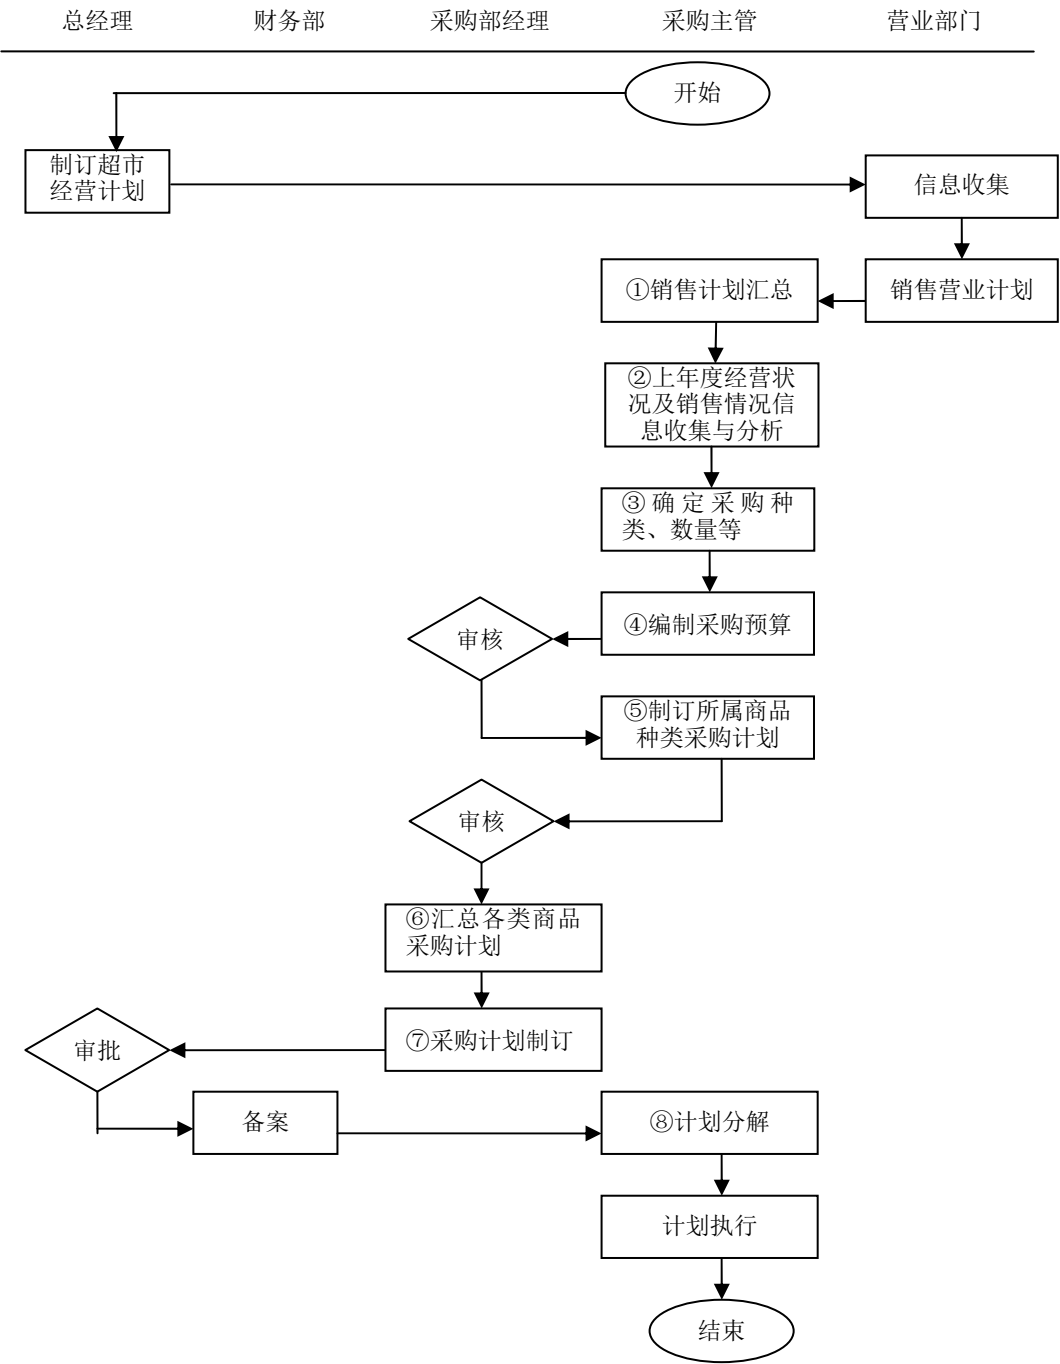 总经理 财务部 采购部经理 采购主管 营业部门
开始
制订超市
经营计划
信息收集
①销售计划汇总
销售营业计划
②上年度经营状
况及销售情况信
息收集与分析
③确定采购种
类、数量等
审核
④编制采购预算
⑤制订所属商品
种类采购计划
审核
⑥汇总各类商品
采购计划
审批
⑦采购计划制订
备案
⑧计划分解
计划执行
结束